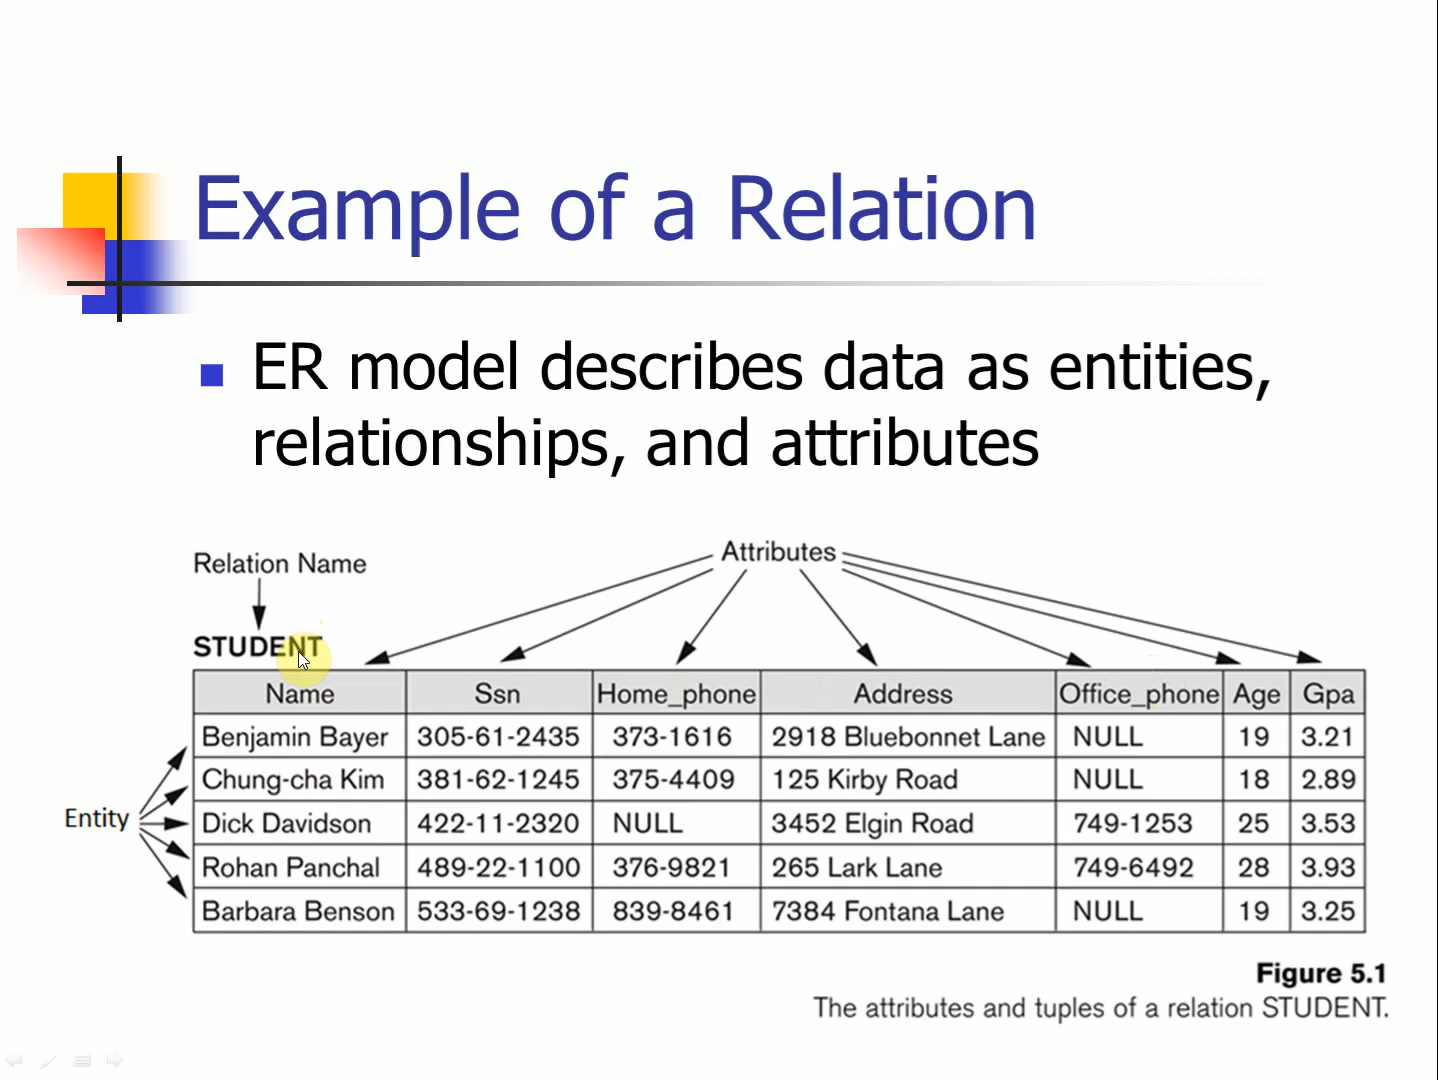 Example of a Relation
ER model describes data as entities,
relationships, and attributes
Relation Name
Attributes
STUDENT
Name Ssn Home_phone Address Office_phone Age Gpa
Benjamin Bayer 305-61-2435 373-1616 2918 Bluebonnet Lane NULL 19 3.21
Chung-cha Kim 381-62-1245 375-4409 125 Kirby Road NULL 18 2.89
Entity
Dick Davidson 422-11-2320 NULL 3452 Elgin Road 749-1253 25 3.53
Rohan Panchal 489-22-1100 376-9821 265 Lark Lane 749-6492 28 3.93
Barbara Benson 533-69-1238 839-8461 7384 Fontana Lane NULL 19 3.25
Figure 5.1
The attributes and tuples of a relation STUDENT.